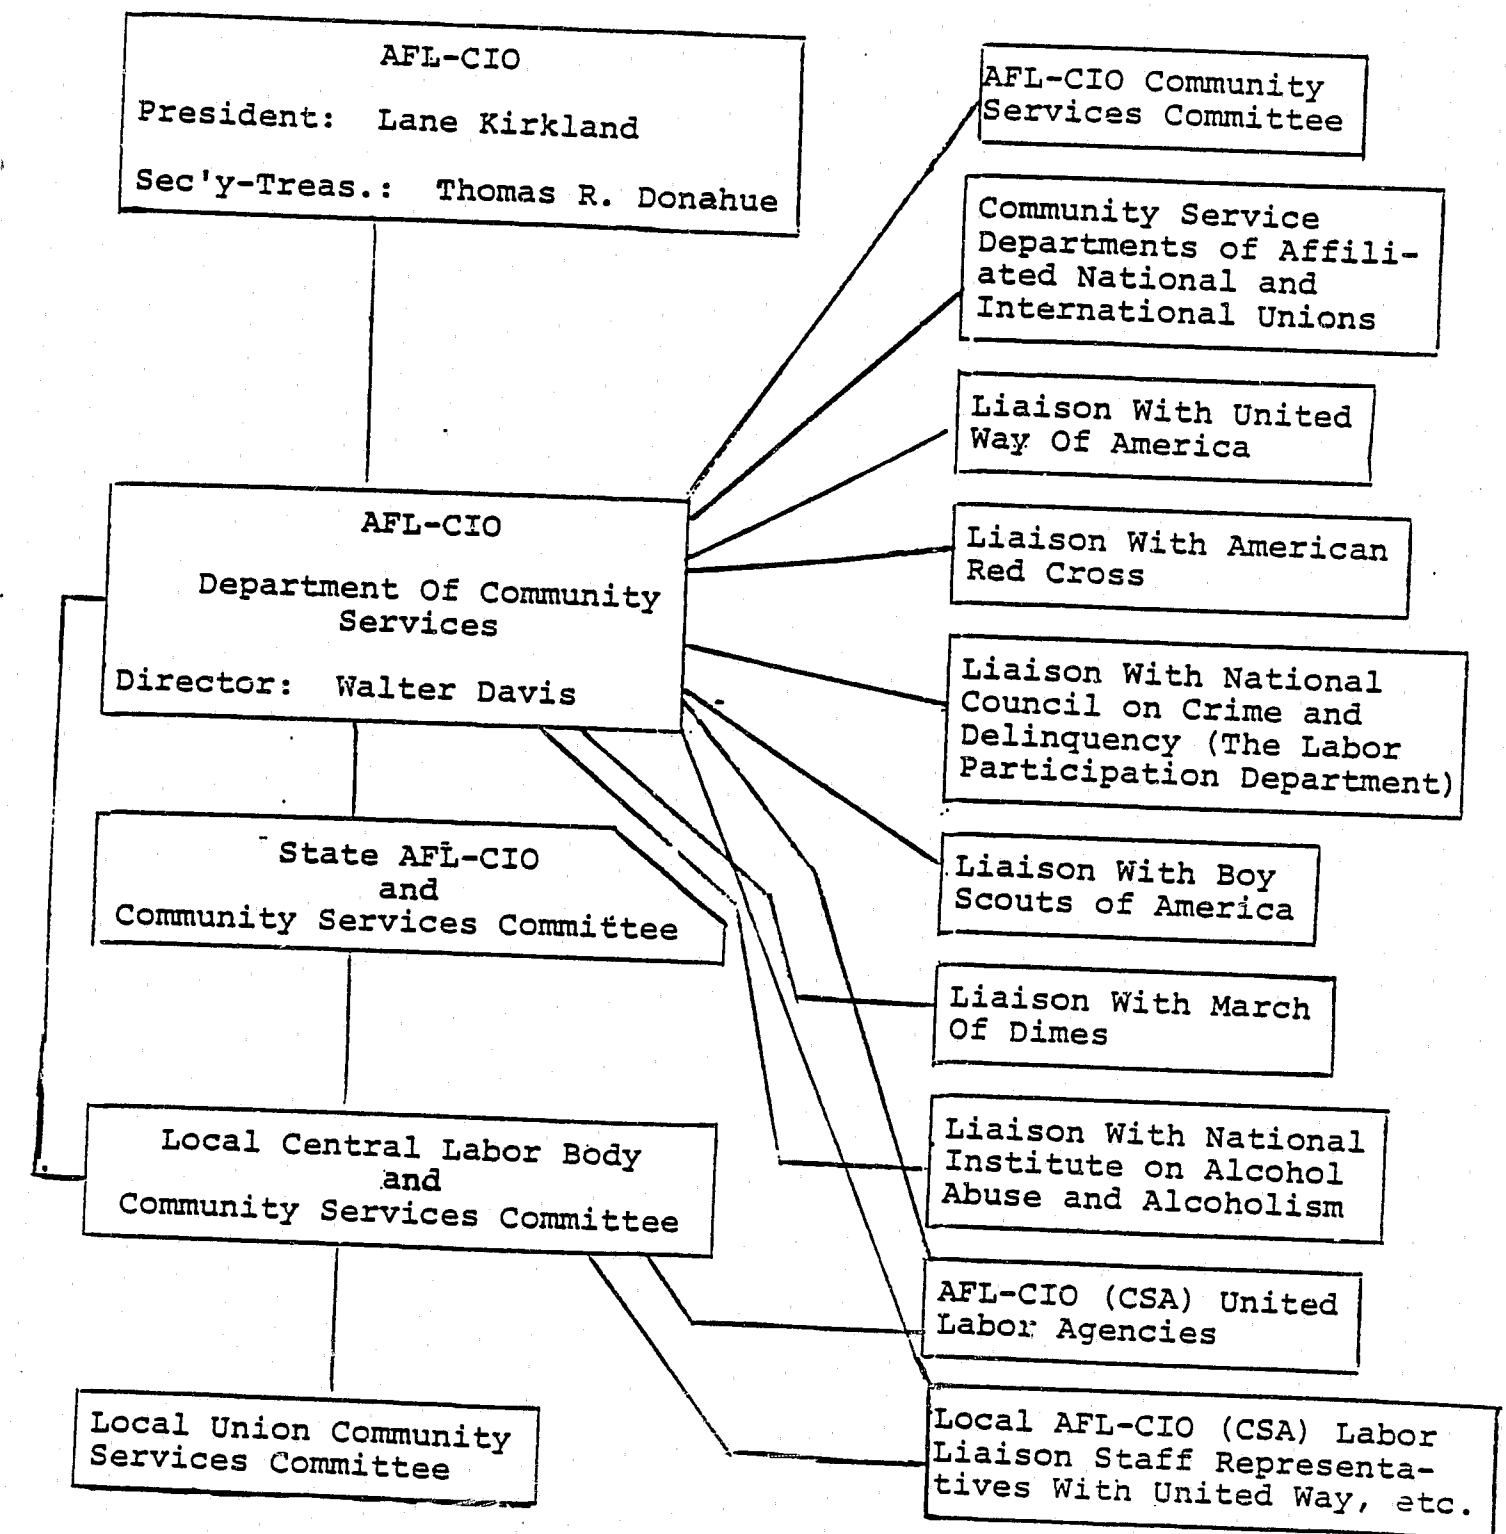 AFL-CIO
President: Lane Kirkland
Sec'y-Treas.: Thomas R. Donahue
AFL-CIO
Department Of Community
Services
Director: Walter Davis
State AFL-CIO
and
Community Services Committee
Local Central Labor Body
and
Community Services Committee
Local Union Community
Services Committee
AFL-CIO Community
Services Committee
Community Service
Departments of Affili-
ated National and
International Unions
Liaison With United
Way Of America
Liaison With American
Red Cross
Liaison With National
Council on Crime and
Delinquency (The Labor
Participation Department)
Liaison With Boy
Scouts of America
Liaison With March
Of Dimes
Liaison With National
Institute on Alcohol
Abuse and Alcoholism
AFL-CIO (CSA) United
Labor Agencies
Local AFL-CIO (CSA) Labor
Liaison Staff Representa-
tives With United Way, etc.